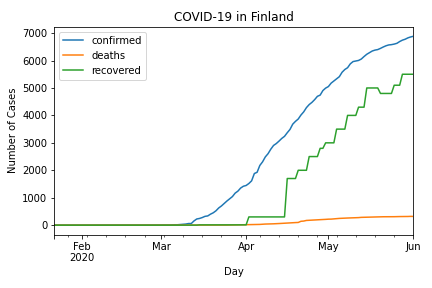 COVID-19 in Finland
confirmed
deaths
recovered
Number of Cases
7000
6000
5000
4000
3000
2000
1000
0
Feb
2020
Mar
Apr
May
Jun
Day